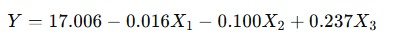 Y = 17.006 − 0.016X₁ − 0.100X₂ + 0.237X₃